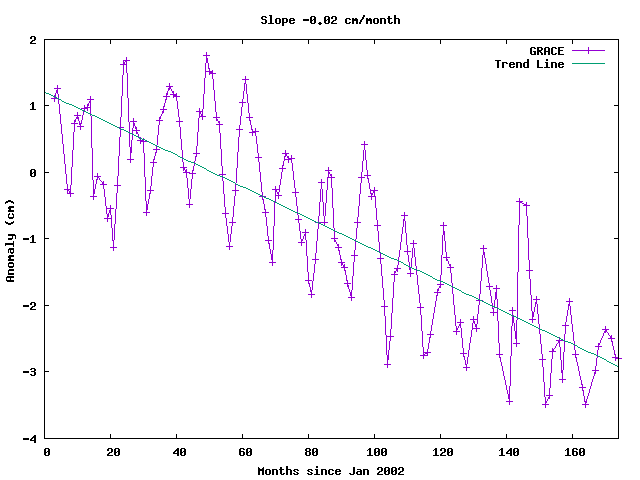 Slope -0.02 cm/month
GRACE
Trend Line
2
1
0
-1
-2
-3
-4
Anomaly (cm)
0 20 40 60 80 100 120 140 160
Months since Jan 2002